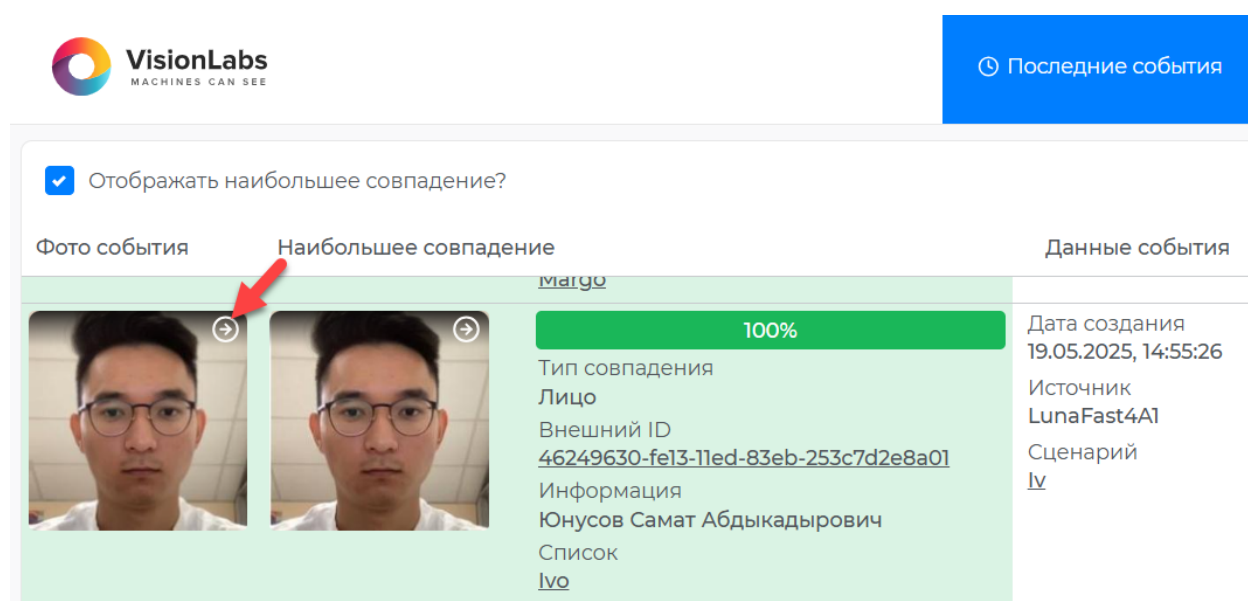 VisionLabs
MACHINES CAN SEE
Последние события
Отображать наибольшее совпадение?
Фото события
Наибольшее совпадение
Данные события
Margo
100%
Тип совпадения
Лицо
Внешний ID
46249630-fe13-11ed-83eb-253c7d2e8a01
Информация
Юнусов Самат Абдыкадырович
Список
Ivo
Дата создания
19.05.2025, 14:55:26
Источник
LunaFast4A1
Сценарий
Iv